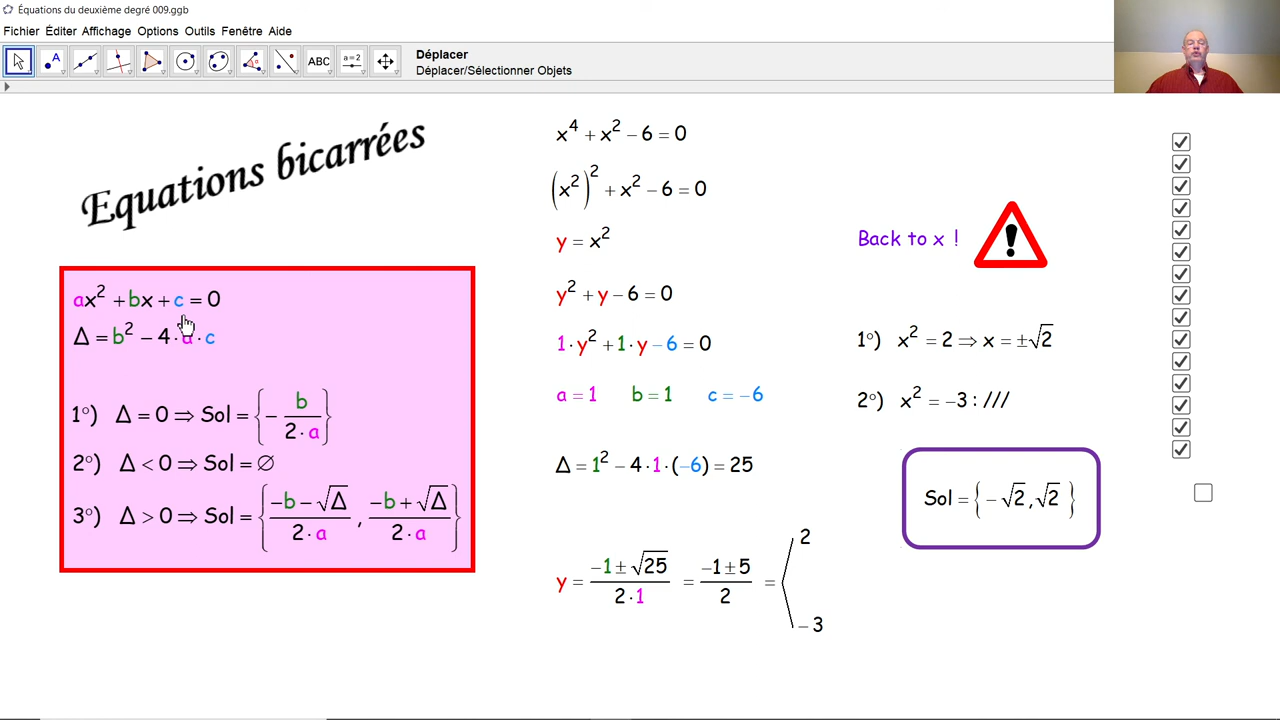 Équations du deuxième degré 009.ggb
Fichier Éditer Affichage Options Outils Fenêtre Aide
A
ABC
a=2
Déplacer
Déplacer/Sélectionner Objets
Equations bicarrées
ax² + bx + c = 0
Δ = b² − 4 · a · c
1°) Δ = 0 ⇒ Sol = { − b / (2 · a) }
2°) Δ < 0 ⇒ Sol = ∅
3°) Δ > 0 ⇒ Sol = { (−b − √Δ) / (2 · a) , (−b + √Δ) / (2 · a) }
x⁴ + x² − 6 = 0
(x²)² + x² − 6 = 0
y = x²
y² + y − 6 = 0
1 · y² + 1 · y − 6 = 0
a = 1 b = 1 c = −6
Δ = 1² − 4 · 1 · (−6) = 25
y = (−1 ± √25) / (2 · 1) = (−1 ± 5) / 2 =
2
− 3
Back to x !
!
1°) x² = 2 ⇒ x = ±√2
2°) x² = −3 : ///
Sol = { −√2 , √2 }